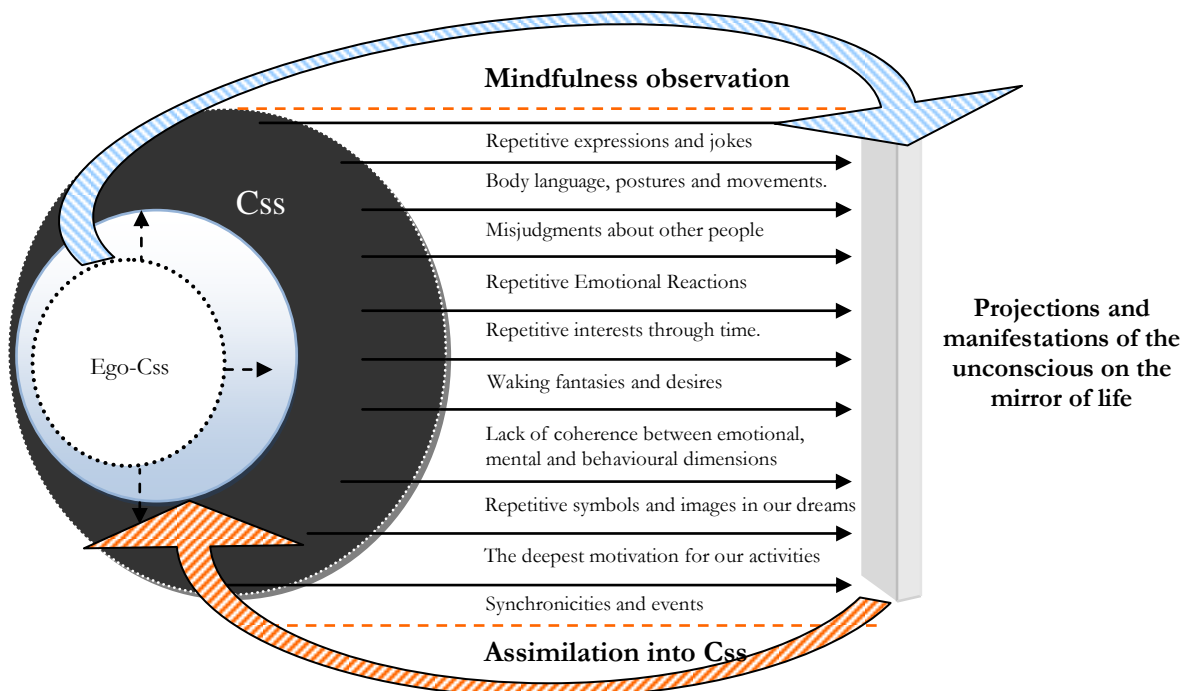 Mindfulness observation
Repetitive expressions and jokes
Body language, postures and movements.
Css
Misjudgments about other people
Repetitive Emotional Reactions
Repetitive interests through time.
Ego-Css
Waking fantasies and desires
Lack of coherence between emotional,
mental and behavioural dimensions
Repetitive symbols and images in our dreams
The deepest motivation for our activities
Synchronicities and events
Assimilation into Css
Projections and
manifestations of the
unconscious on the
mirror of life